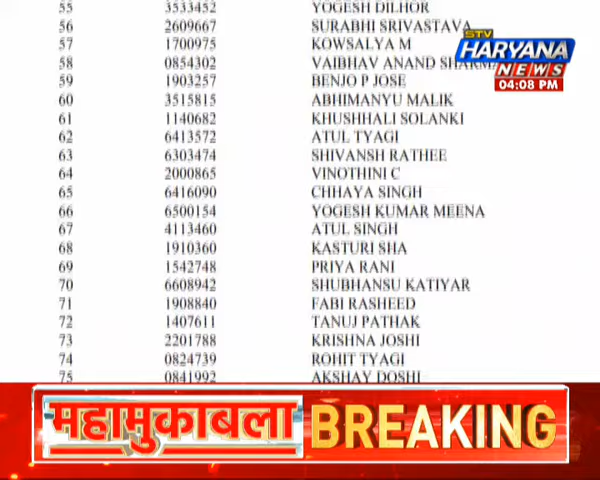 55 3533452 YOGESH DILHOR
56 2609667 SURABHI SRIVASTAVA
57 1700975 KOWSALYA M
58 0854302 VAIBHAV ANAND SHARMA
59 1903257 BENJO P JOSE
60 3515815 ABHIMANYU MALIK
61 1140682 KHUSHHALI SOLANKI
62 6413572 ATUL TYAGI
63 6303474 SHIVANSH RATHEE
64 2000865 VINOTHINI C
65 6416090 CHHAYA SINGH
66 6500154 YOGESH KUMAR MEENA
67 4113460 ATUL SINGH
68 1910360 KASTURI SHA
69 1542748 PRIYA RANI
70 6608942 SHUBHANSU KATIYAR
71 1908840 FABI RASHEED
72 1407611 TANUJ PATHAK
73 2201788 KRISHNA JOSHI
74 0824739 ROHIT TYAGI
75 0841992 AKSHAY DOSHI
STV
HARYANA
NEWS
04:08 PM
महामुकाबला BREAKING